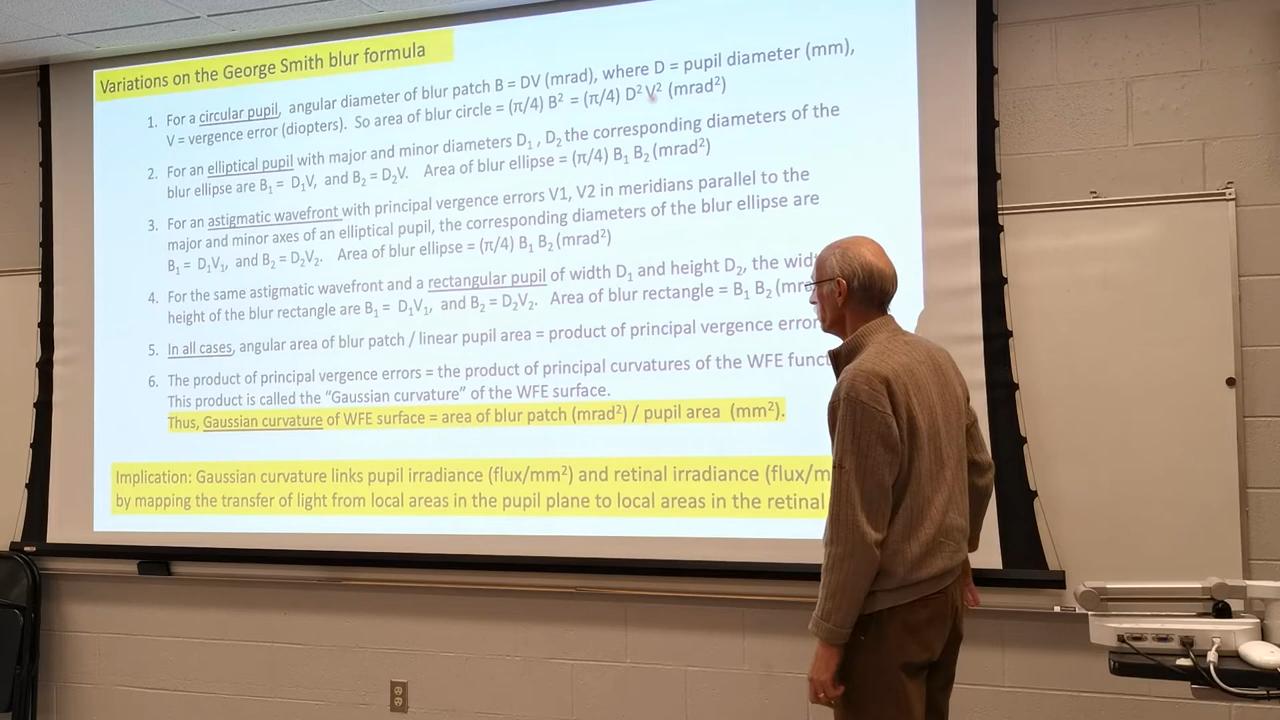 Variations on the George Smith blur formula
1. For a circular pupil, angular diameter of blur patch B = DV (mrad), where D = pupil diameter (mm),
V = vergence error (diopters). So area of blur circle = (π/4) B² = (π/4) D²V² (mrad²)
2. For an elliptical pupil with major and minor diameters D₁ , D₂ the corresponding diameters of the
blur ellipse are B₁ = D₁V, and B₂ = D₂V. Area of blur ellipse = (π/4) B₁ B₂ (mrad²)
3. For an astigmatic wavefront with principal vergence errors V1, V2 in meridians parallel to the
major and minor axes of an elliptical pupil, the corresponding diameters of the blur ellipse are
B₁ = D₁V₁, and B₂ = D₂V₂. Area of blur ellipse = (π/4) B₁ B₂ (mrad²)
4. For the same astigmatic wavefront and a rectangular pupil of width D₁ and height D₂, the
height of the blur rectangle are B₁ = D₁V₁, and B₂ = D₂V₂. Area of blur rectangle = B₁ B₂
5. In all cases, angular area of blur patch / linear pupil area = product of principal vergence error
6. The product of principal vergence errors = the product of principal curvatures of the WFE
This product is called the “Gaussian curvature” of the WFE surface.
Thus, Gaussian curvature of WFE surface = area of blur patch (mrad²) / pupil area (mm²).
Implication: Gaussian curvature links pupil irradiance (flux/mm²) and retinal irradiance (flux/m
by mapping the transfer of light from local areas in the pupil plane to local areas in the retinal